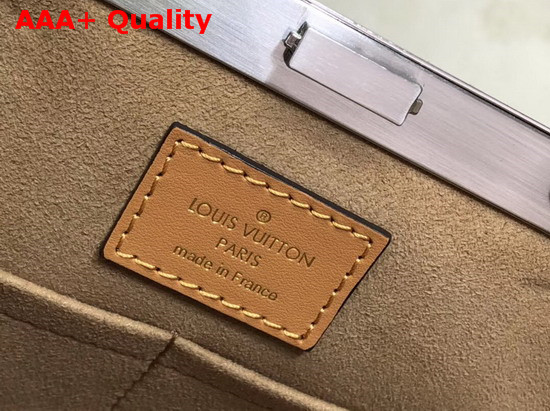 AAA+ Quality
®
LOUIS VUITTON
PARIS
made in France